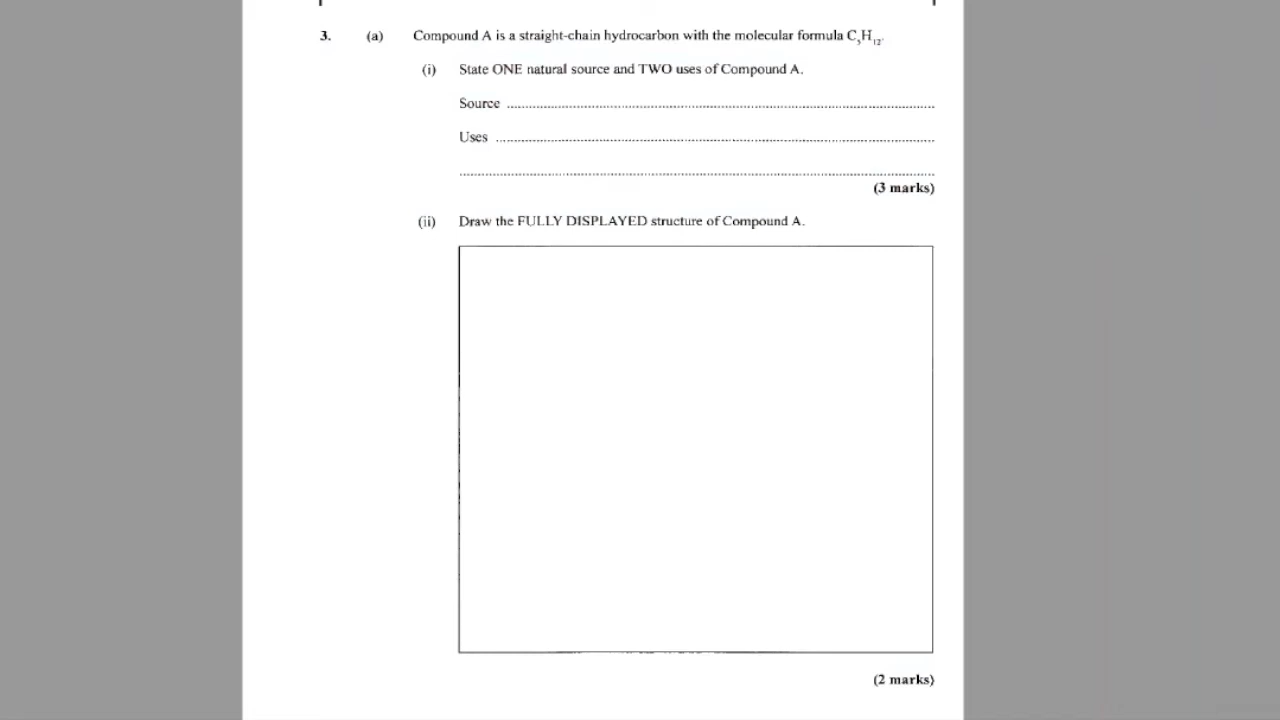 3. (a) Compound A is a straight-chain hydrocarbon with the molecular formula C₅H₁₂.
(i) State ONE natural source and TWO uses of Compound A.
Source ................................................................
Uses ................................................................
................................................................
(3 marks)
(ii) Draw the FULLY DISPLAYED structure of Compound A.
(2 marks)